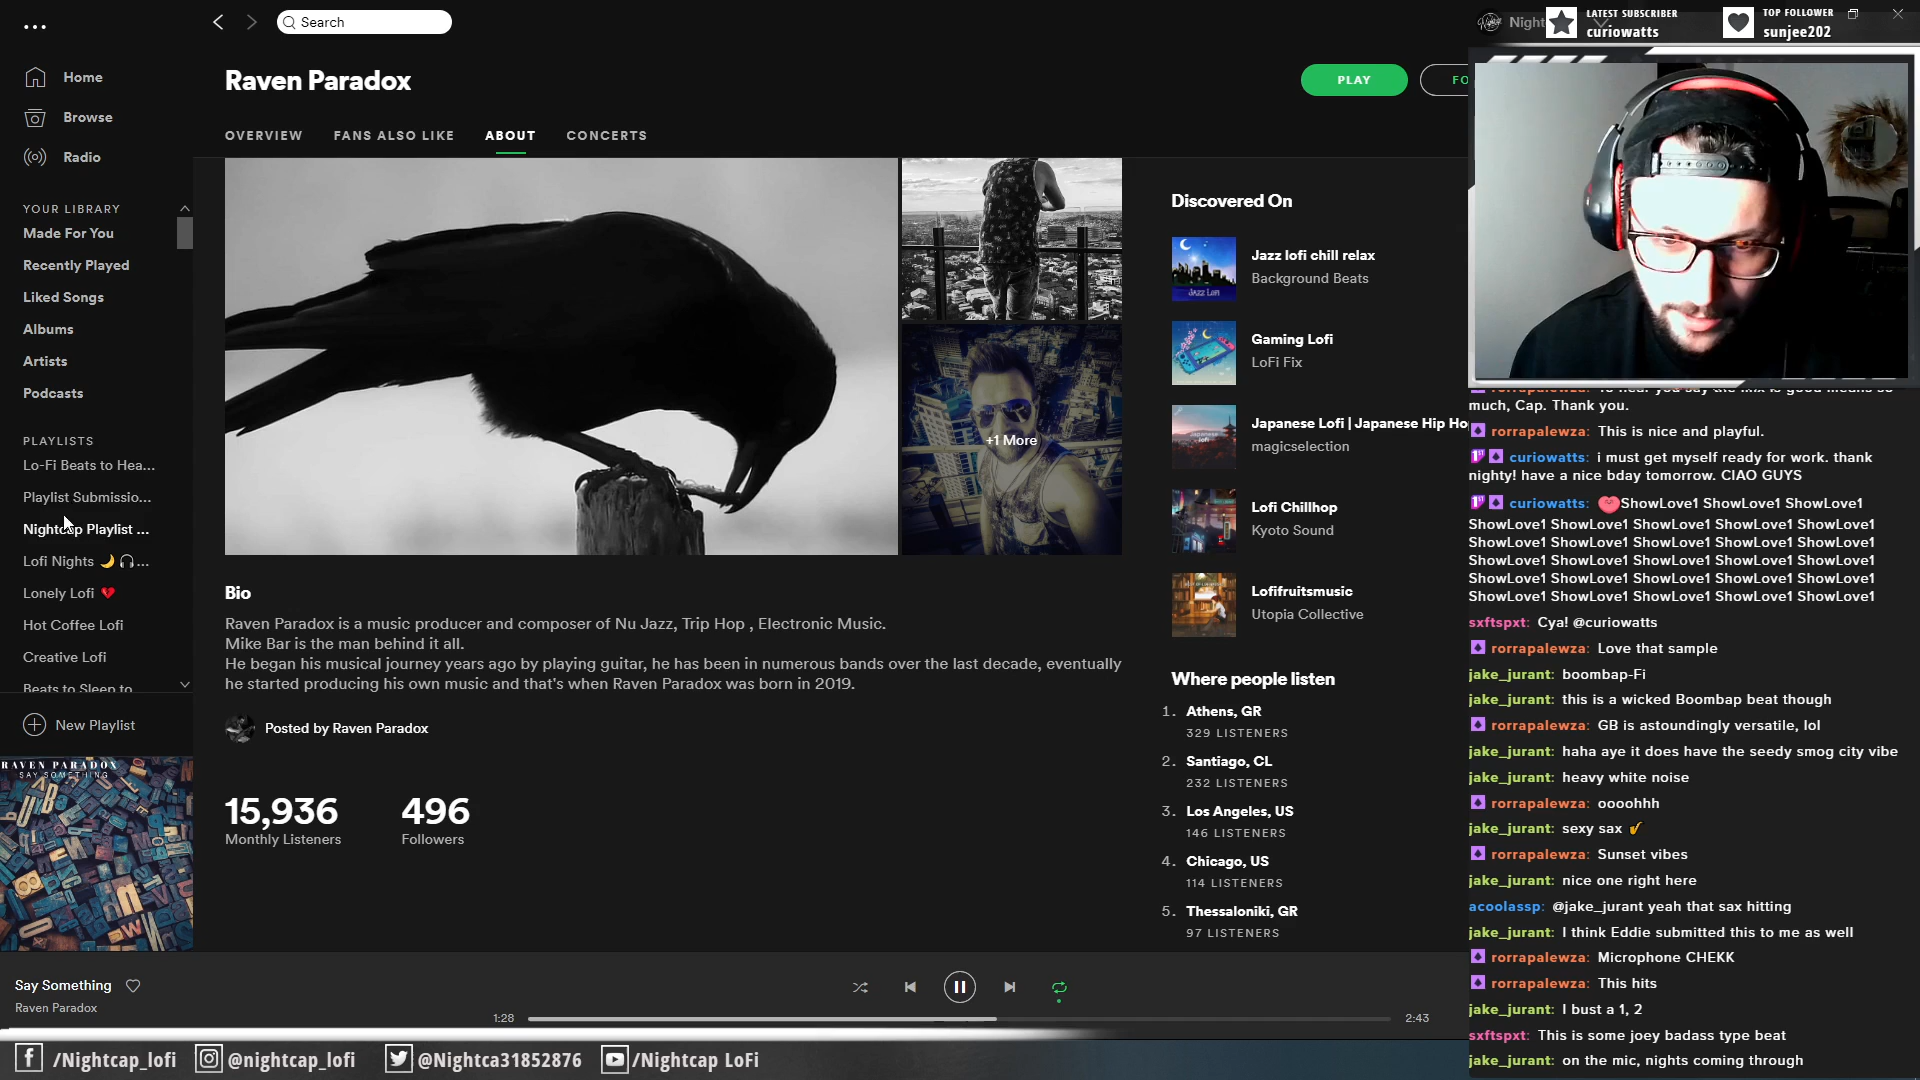 Search
Home
Browse
Radio
YOUR LIBRARY
Made For You
Recently Played
Liked Songs
Albums
Artists
Podcasts
PLAYLISTS
Lo-Fi Beats to Hea...
Playlist Submissio...
Nightcap Playlist ...
Lofi Nights 🌙 🎧...
Lonely Lofi 💔
Hot Coffee Lofi
Creative Lofi
Beats to Sleep to
New Playlist
RAVEN PARADOX
SAY SOMETHING
Raven Paradox
PLAY
FO
OVERVIEW
FANS ALSO LIKE
ABOUT
CONCERTS
+1 More
Bio
Raven Paradox is a music producer and composer of Nu Jazz, Trip Hop , Electronic Music.
Mike Bar is the man behind it all.
He began his musical journey years ago by playing guitar, he has been in numerous bands over the last decade, eventually
he started producing his own music and that's when Raven Paradox was born in 2019.
Posted by Raven Paradox
15,936
Monthly Listeners
496
Followers
Discovered On
JAZZ LOFI
Jazz lofi chill relax
Background Beats
Gaming Lofi
LoFi Fix
Japanese Lofi | Japanese Hip Ho
magicselection
Lofi Chillhop
Kyoto Sound
Lofifruitsmusic
Utopia Collective
Where people listen
1. Athens, GR
329 LISTENERS
2. Santiago, CL
232 LISTENERS
3. Los Angeles, US
146 LISTENERS
4. Chicago, US
114 LISTENERS
5. Thessaloniki, GR
97 LISTENERS
Night
LATEST SUBSCRIBER
curiowatts
TOP FOLLOWER
sunjee202
much, Cap. Thank you.
rorrapalewza: This is nice and playful.
curiowatts: i must get myself ready for work. thank
nighty! have a nice bday tomorrow. CIAO GUYS
curiowatts: ShowLove1 ShowLove1 ShowLove1
ShowLove1 ShowLove1 ShowLove1 ShowLove1 ShowLove1
ShowLove1 ShowLove1 ShowLove1 ShowLove1 ShowLove1
ShowLove1 ShowLove1 ShowLove1 ShowLove1 ShowLove1
ShowLove1 ShowLove1 ShowLove1 ShowLove1 ShowLove1
ShowLove1 ShowLove1 ShowLove1 ShowLove1 ShowLove1
sxftspxt: Cya! @curiowatts
rorrapalewza: Love that sample
jake_jurant: boombap-Fi
jake_jurant: this is a wicked Boombap beat though
rorrapalewza: GB is astoundingly versatile, lol
jake_jurant: haha aye it does have the seedy smog city vibe
jake_jurant: heavy white noise
rorrapalewza: oooohhh
jake_jurant: sexy sax 🎷
rorrapalewza: Sunset vibes
jake_jurant: nice one right here
acoolassp: @jake_jurant yeah that sax hitting
jake_jurant: I think Eddie submitted this to me as well
rorrapalewza: Microphone CHEKK
rorrapalewza: This hits
jake_jurant: I bust a 1, 2
sxftspxt: This is some joey badass type beat
jake_jurant: on the mic, nights coming through
Say Something
Raven Paradox
1:28
2:43
/Nightcap_lofi
@nightcap_lofi
@Nightca31852876
/Nightcap LoFi